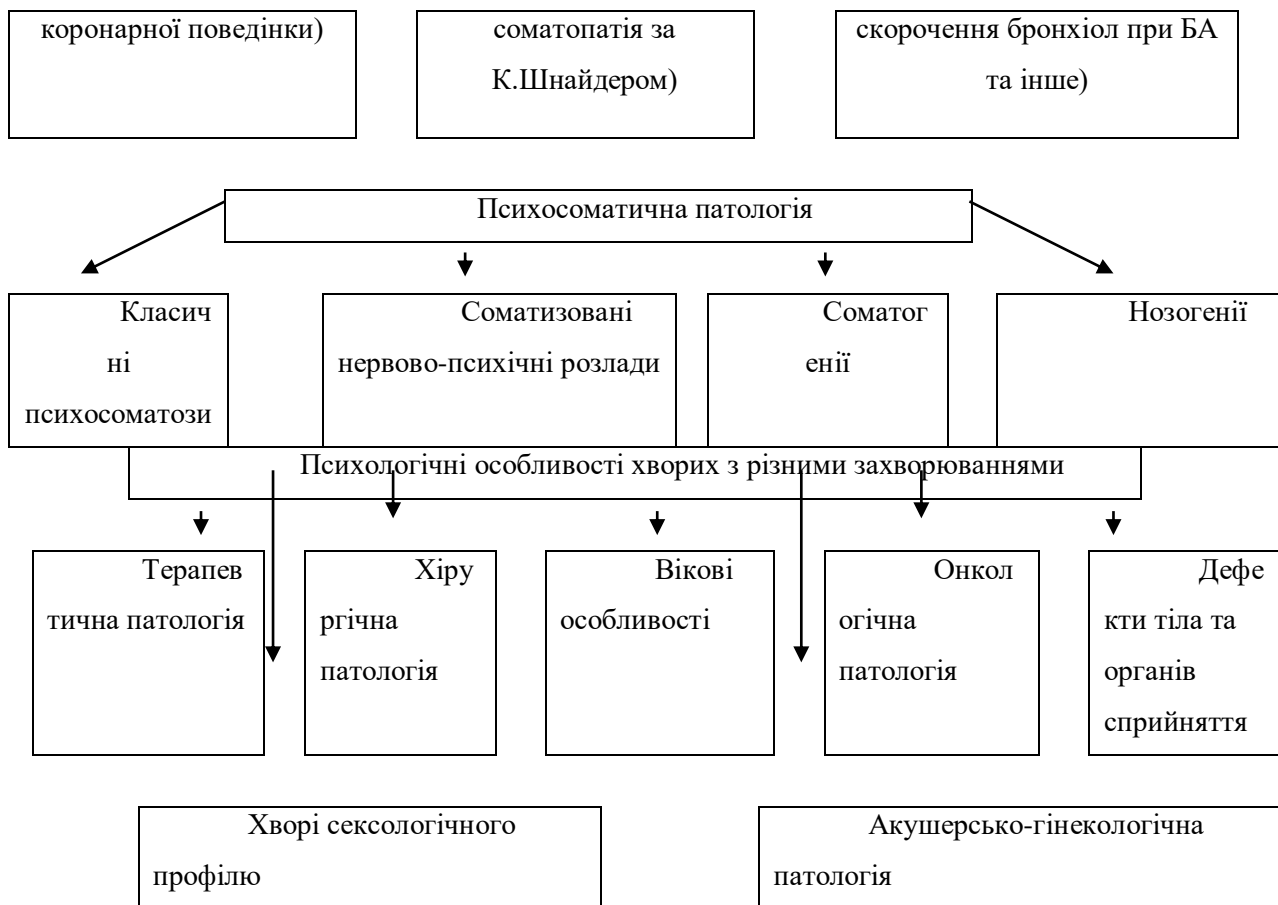 коронарної поведінки)
соматопатія за
К.Шнайдером)
скорочення бронхіол при БА
та інше)
Психосоматична патологія
Класич
ні
психосоматози
Соматизовані
нервово-психічні розлади
Соматог
енії
Нозогенії
Психологічні особливості хворих з різними захворюваннями
Терапев
тична патологія
Хіру
ргічна
патологія
Вікові
особливості
Онкол
огічна
патологія
Дефе
кти тіла та
органів
сприйняття
Хворі сексологічного
профілю
Акушерсько-гінекологічна
патологія